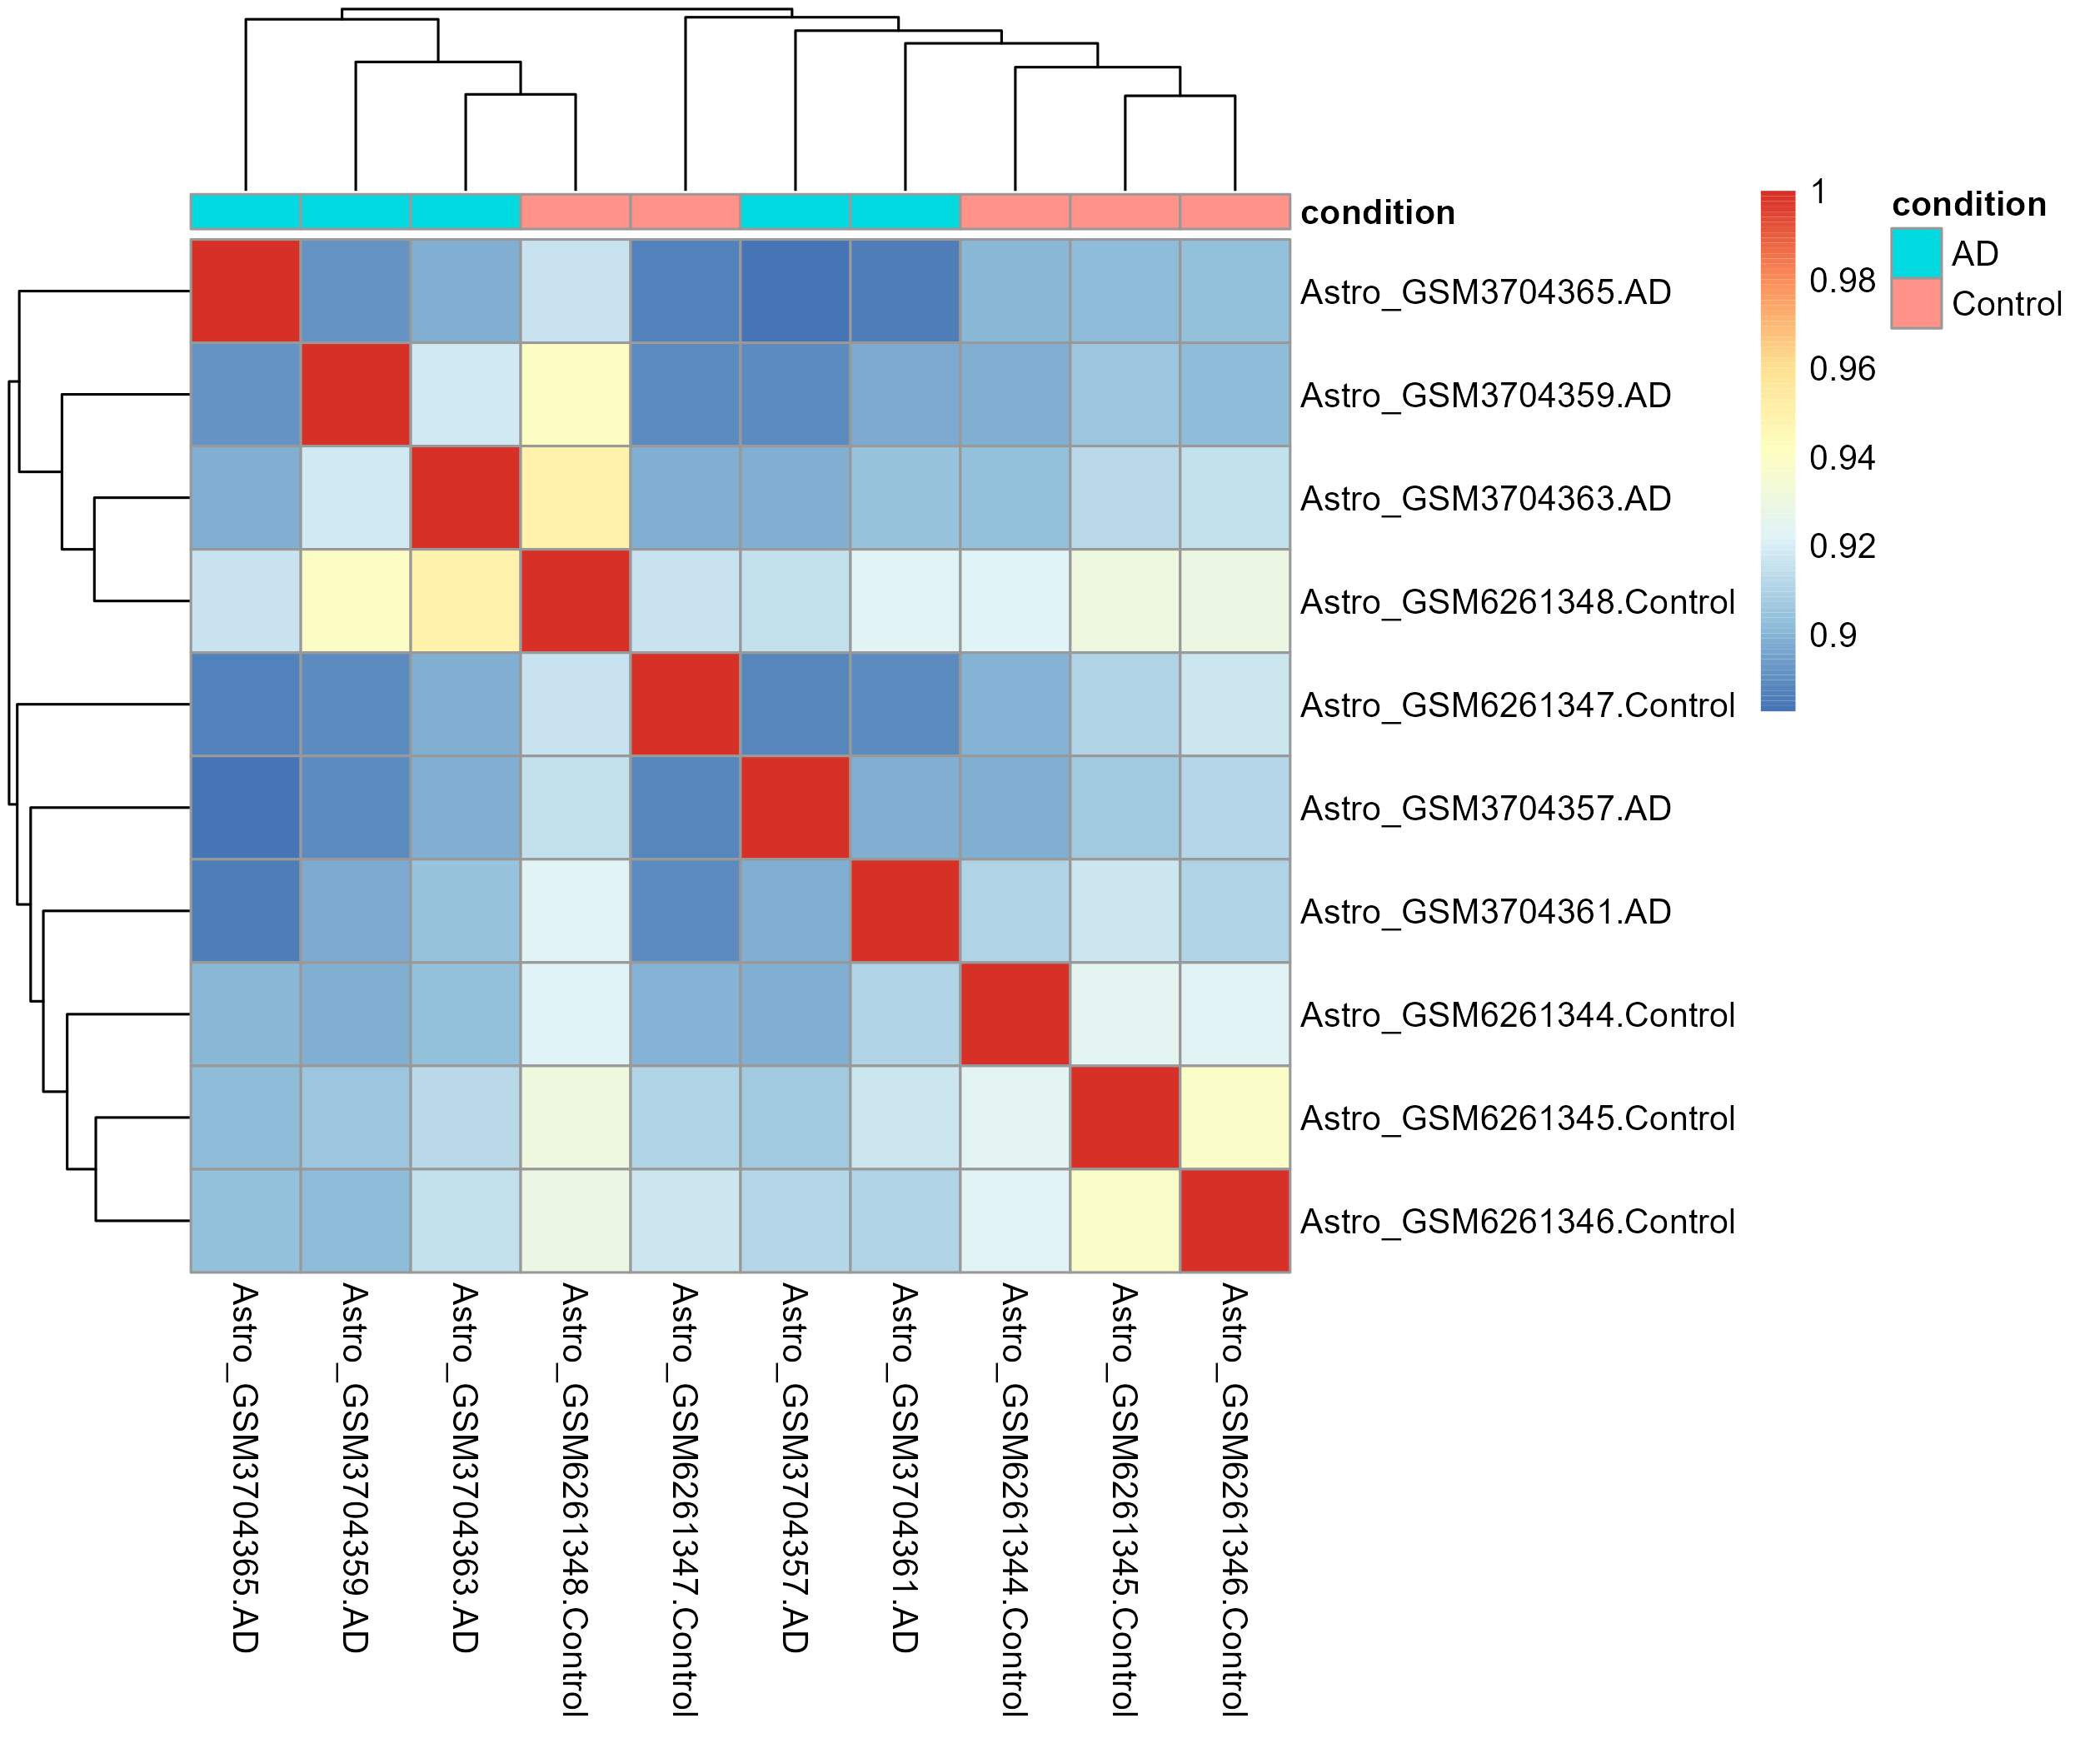 condition
Astro_GSM3704365.AD
Astro_GSM3704359.AD
Astro_GSM3704363.AD
Astro_GSM6261348.Control
Astro_GSM6261347.Control
Astro_GSM3704357.AD
Astro_GSM3704361.AD
Astro_GSM6261344.Control
Astro_GSM6261345.Control
Astro_GSM6261346.Control
Astro_GSM3704365.AD
Astro_GSM3704359.AD
Astro_GSM3704363.AD
Astro_GSM6261348.Control
Astro_GSM6261347.Control
Astro_GSM3704357.AD
Astro_GSM3704361.AD
Astro_GSM6261344.Control
Astro_GSM6261345.Control
Astro_GSM6261346.Control
1
0.98
0.96
0.94
0.92
0.9
condition
AD
Control